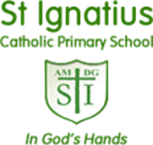 St Ignatius
Catholic Primary School
AM DG
STI
In God's Hands